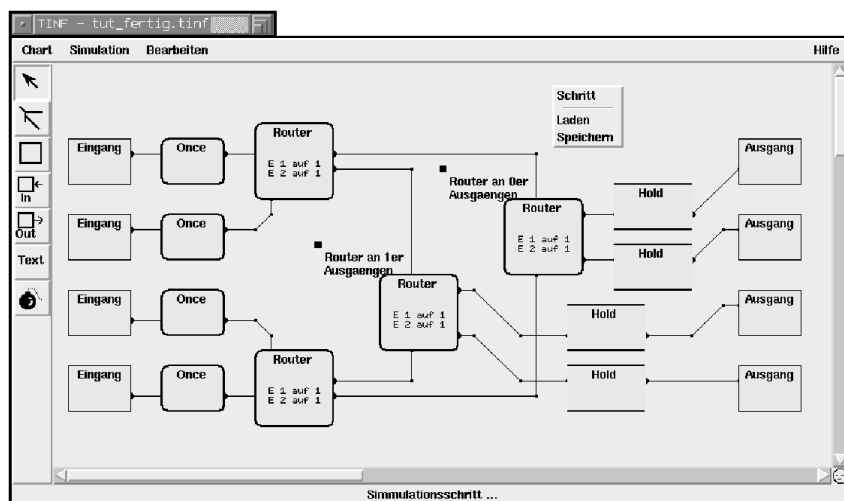 TINF - tut_fertig.tinf
Chart Simulation Bearbeiten Hilfe
In
Out
Text
Schritt
Laden
Speichern
Eingang
Once
Router
E 1 auf 1
E 2 auf 1
Router an 0er
Ausgaengen
Router
E 1 auf 1
E 2 auf 1
Hold
Ausgang
Eingang
Once
Hold
Ausgang
Router an 1er
Ausgaengen
Router
E 1 auf 1
E 2 auf 1
Eingang
Once
Hold
Ausgang
Router
E 1 auf 1
E 2 auf 1
Eingang
Once
Hold
Ausgang
Simmulationsschritt ...